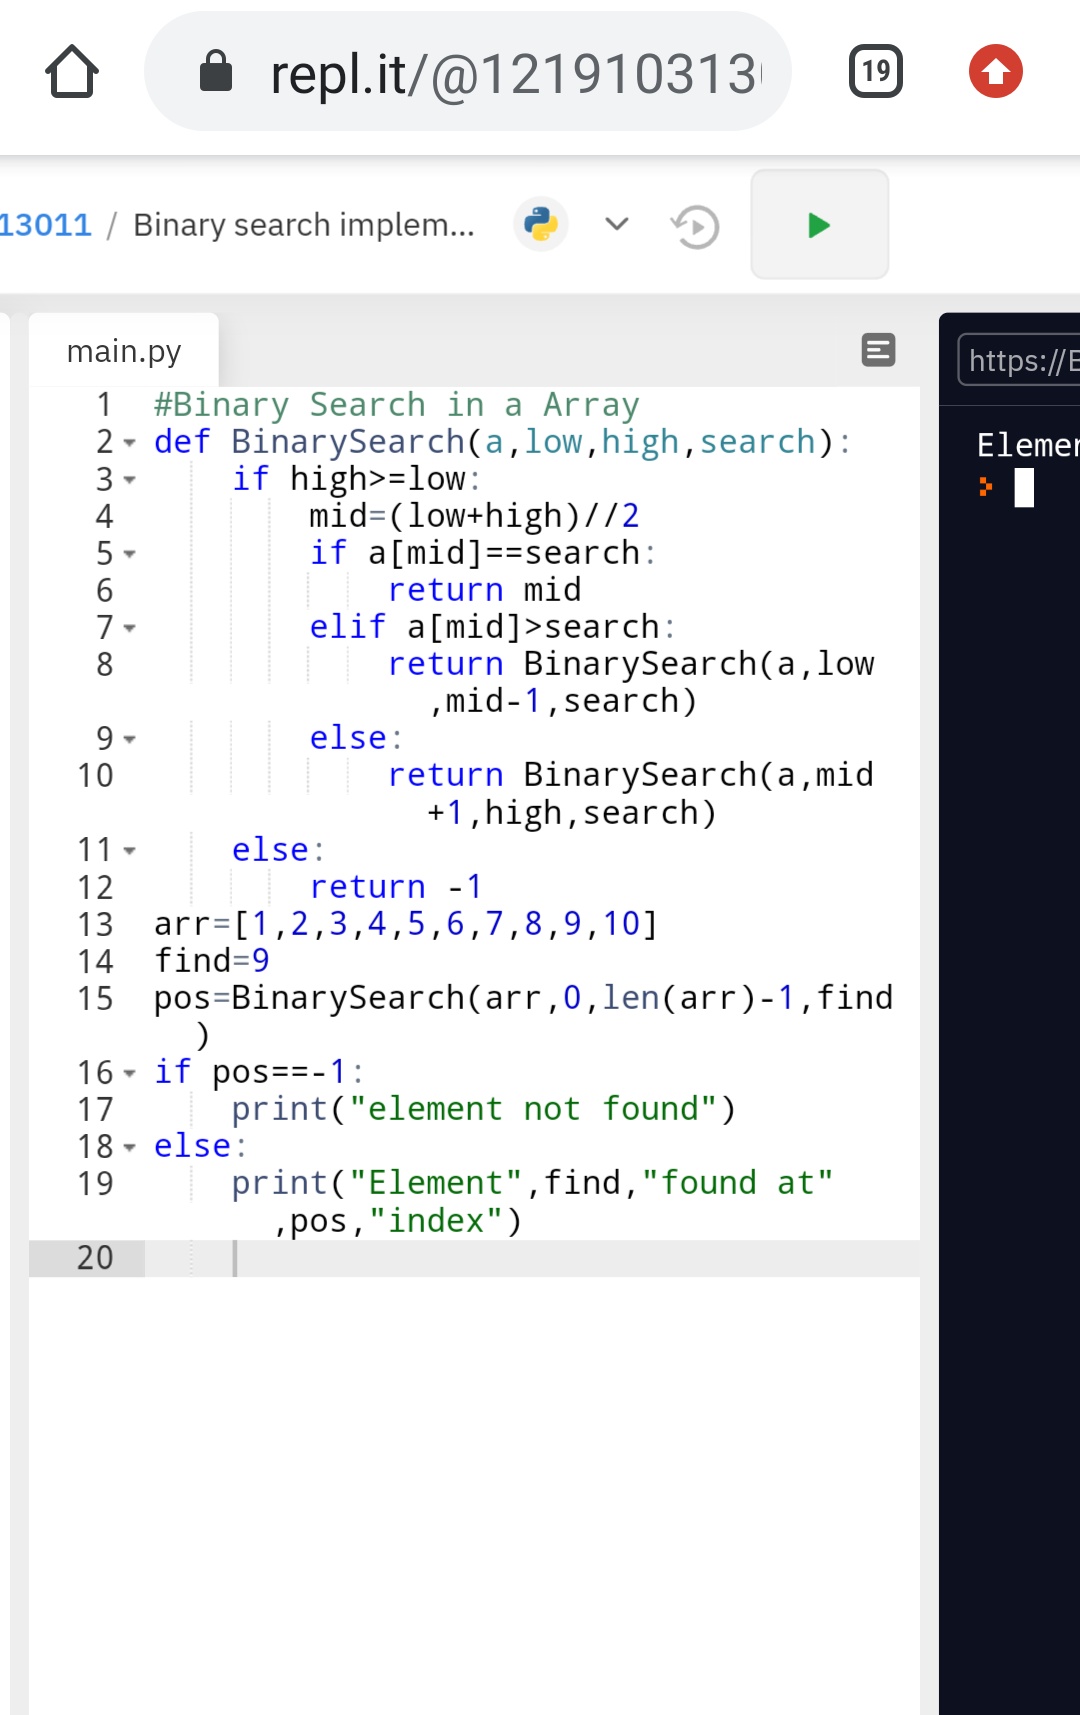 repl.it/@121910313
19
13011 / Binary search implem...
main.py
https://
1 #Binary Search in a Array
2 def BinarySearch(a,low,high,search):
3     if high>=low:
4         mid=(low+high)//2
5         if a[mid]==search:
6             return mid
7         elif a[mid]>search:
8             return BinarySearch(a,low
,mid-1,search)
9         else:
10             return BinarySearch(a,mid
+1,high,search)
11     else:
12         return -1
13 arr=[1,2,3,4,5,6,7,8,9,10]
14 find=9
15 pos=BinarySearch(arr,0,len(arr)-1,find
)
16 if pos==-1:
17     print("element not found")
18 else:
19     print("Element",find,"found at"
,pos,"index")
20